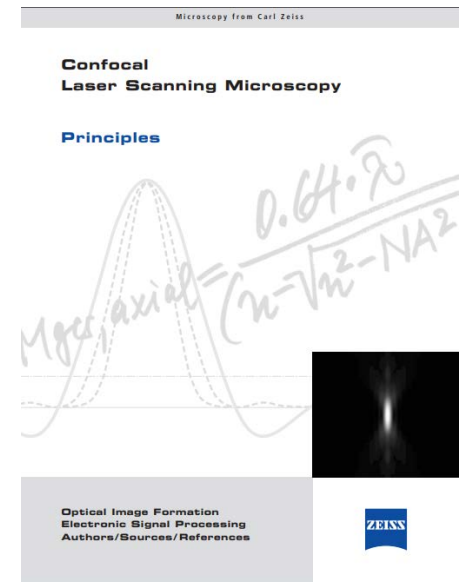 Microscopy from Carl Zeiss
Confocal
Laser Scanning Microscopy
Principles
0.64 · λ̄
axial =
(n-√n²-NA²
Optical Image Formation
Electronic Signal Processing
Authors/Sources/References
ZEISS